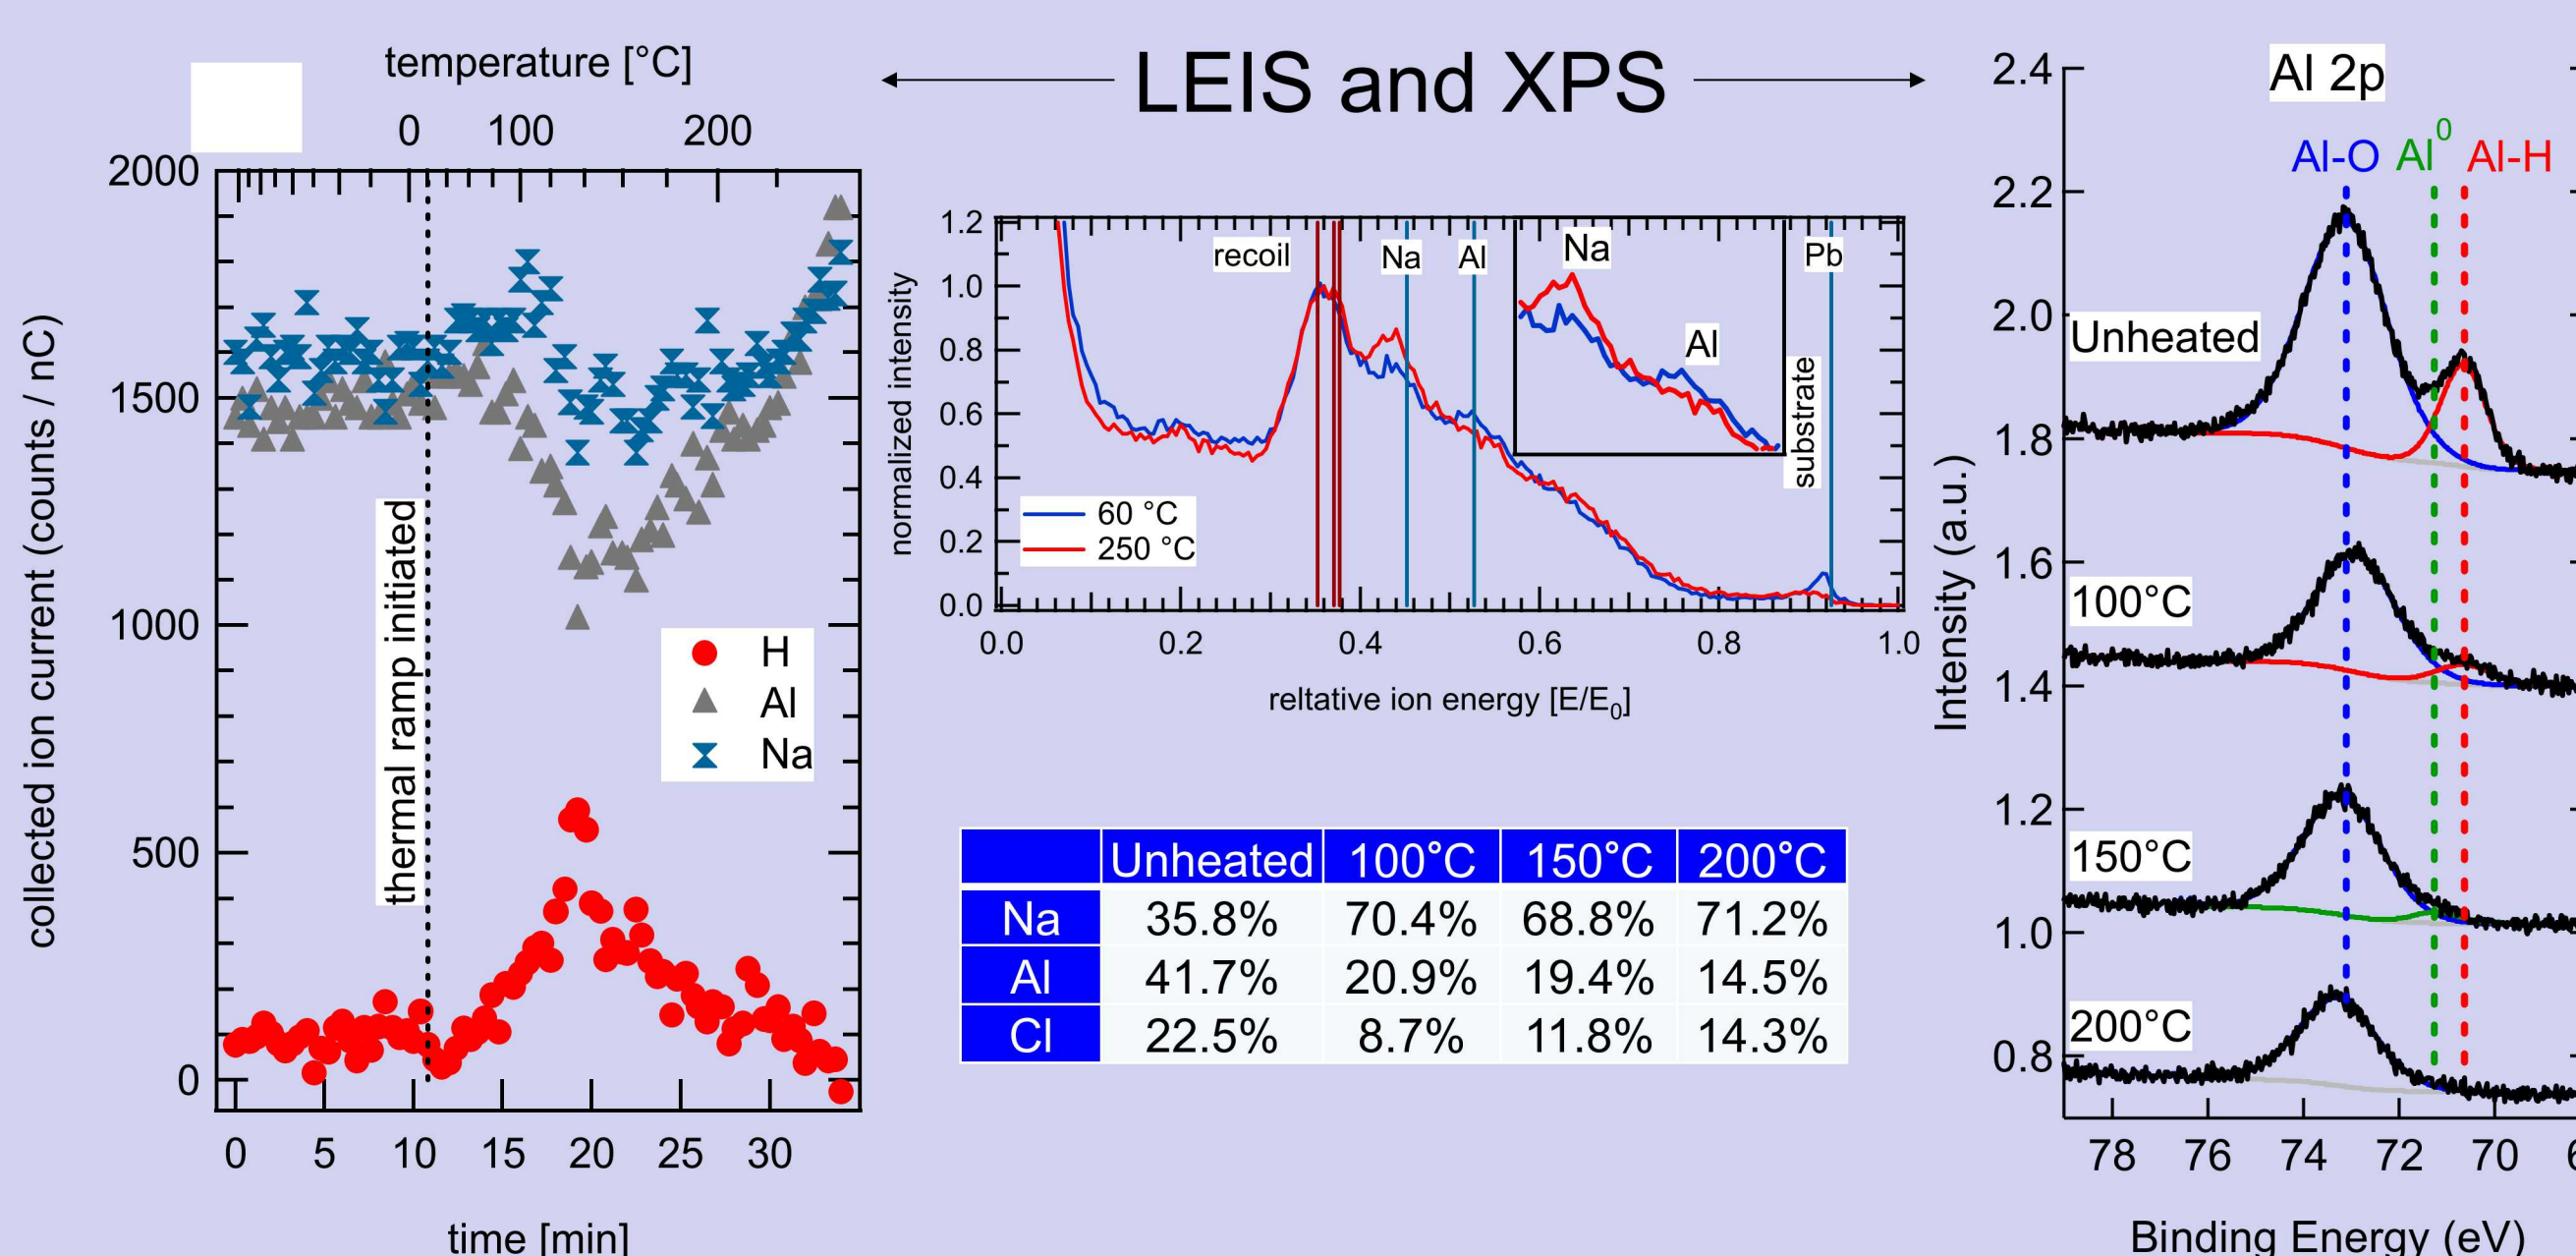 LEIS and XPS
temperature [°C]
0 100 200
2000
1500
1000
500
0
collected ion current (counts / nC)
thermal ramp initiated
H
Al
Na
0 5 10 15 20 25 30
time [min]
1.2
1.0
0.8
0.6
0.4
0.2
0.0
normalized intensity
recoil
Na
Al
Na
Al
Pb
substrate
60 °C
250 °C
0.0 0.2 0.4 0.6 0.8 1.0
reltative ion energy [E/E0]
Unheated 100°C 150°C 200°C
Na 35.8% 70.4% 68.8% 71.2%
Al 41.7% 20.9% 19.4% 14.5%
Cl 22.5% 8.7% 11.8% 14.3%
Al 2p
Al-O Al0 Al-H
2.4
2.2
2.0
1.8
1.6
1.4
1.2
1.0
0.8
Intensity (a.u.)
Unheated
100°C
150°C
200°C
78 76 74 72 70
Binding Energy (eV)